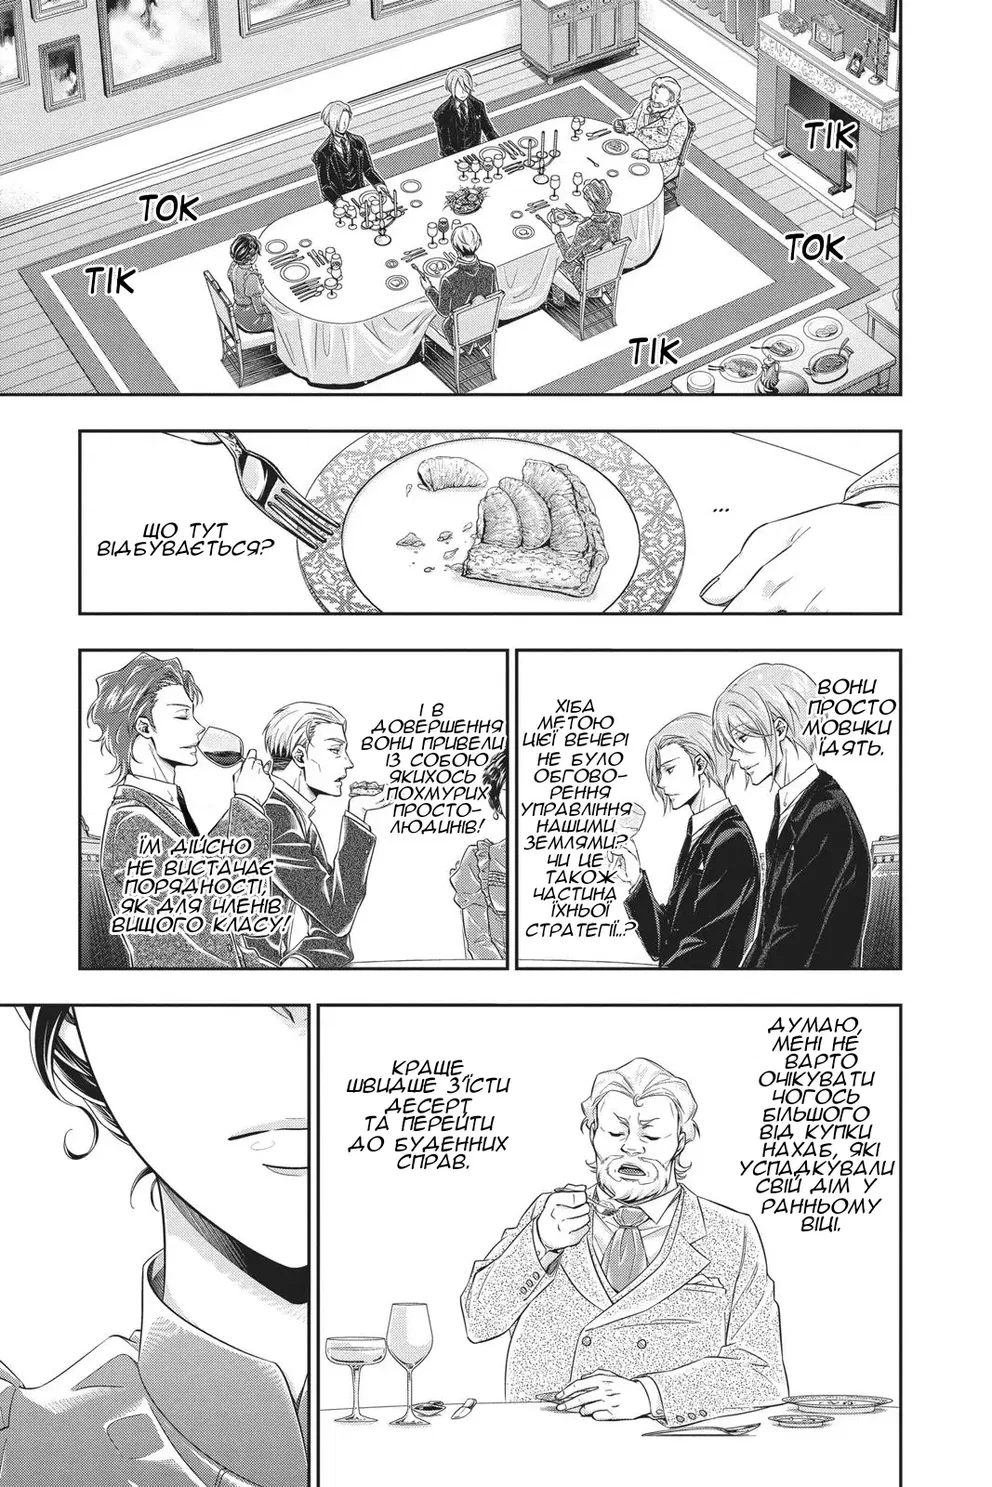 ТІК
ТОК
ТОК
ТІК
ТІК
...
ЩО ТУТ
ВІДБУВАЄТЬСЯ?
ВОНИ
ПРОСТО
МОВЧКИ
ЇДЯТЬ.
ХІБА
МЕТОЮ
ЦІЄЇ ВЕЧЕРІ
НЕ БУЛО
ОБГОВО-
РЕННЯ
УПРАВЛІННЯ
НАШИМИ
ЗЕМЛЯМИ?
ЧИ ЦЕ
ТАКОЖ
ЧАСТИНА
ЇХНЬОЇ
СТРАТЕГІЇ..?
І В
ДОВЕРШЕННЯ
ВОНИ ПРИВЕЛИ
ІЗ СОБОЮ
ЯКИХОСЬ
ПОХМУРИХ
ПРОСТО-
ЛЮДИНІВ!
ЇМ ДІЙСНО
НЕ ВИСТАЧАЄ
ПОРЯДНОСТІ,
ЯК ДЛЯ ЧЛЕНІВ
ВИЩОГО КЛАСУ!
ДУМАЮ,
МЕНІ НЕ
ВАРТО
ОЧІКУВАТИ
ЧОГОСЬ
БІЛЬШОГО
ВІД КУПКИ
НАХАБ, ЯКІ
УСПАДКУВАЛИ
СВІЙ ДІМ У
РАННЬОМУ
ВІЦІ.
КРАЩЕ
ШВИДШЕ З'ЇСТИ
ДЕСЕРТ
ТА ПЕРЕЙТИ
ДО БУДЕННИХ
СПРАВ.